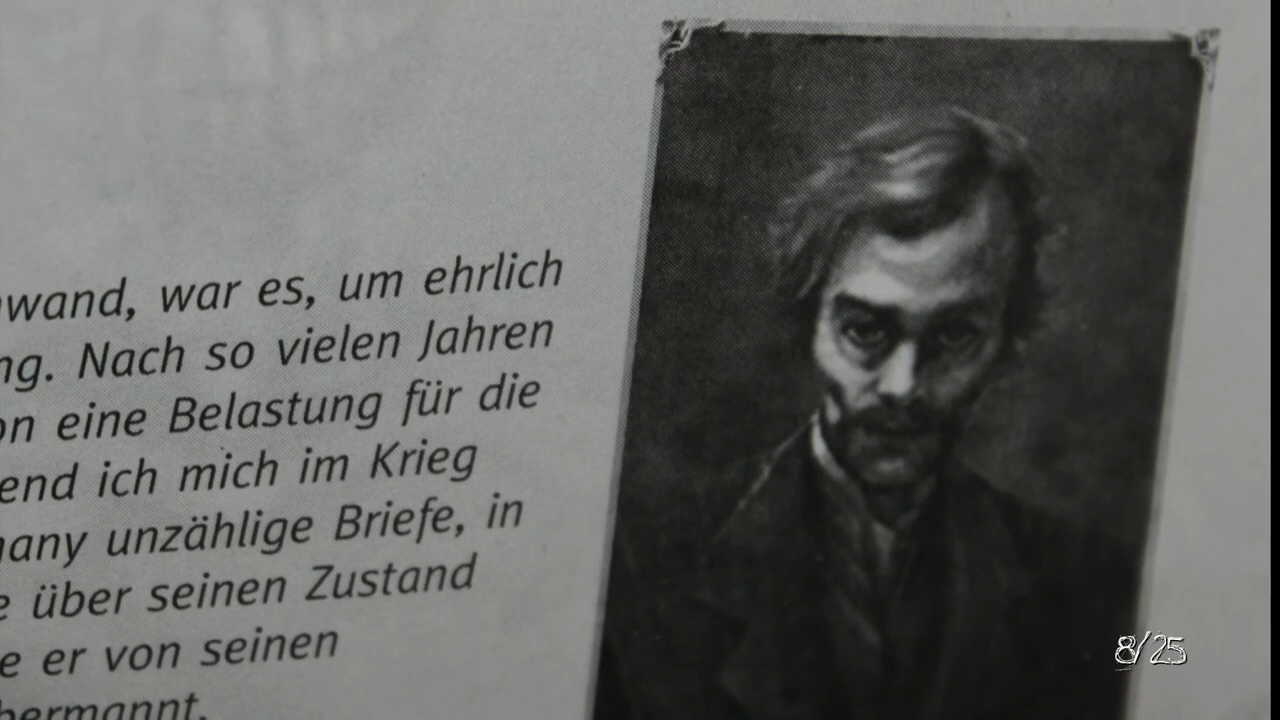 wand, war es, um ehrlich
ng. Nach so vielen Jahren
on eine Belastung für die
end ich mich im Krieg
any unzählige Briefe, in
e über seinen Zustand
e er von seinen
bermannt.
8/25